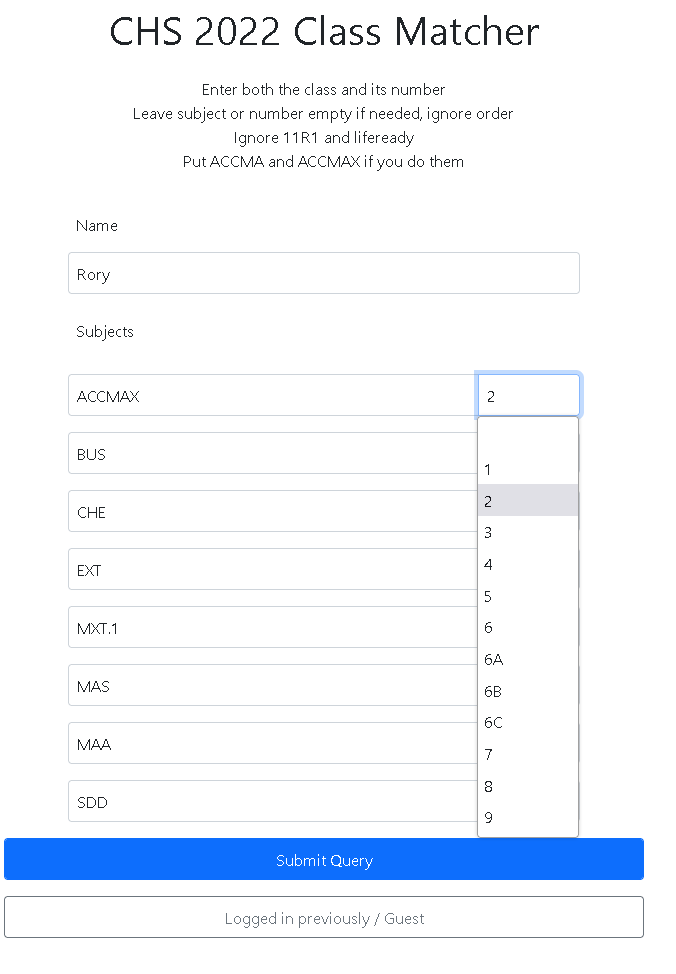 CHS 2022 Class Matcher
Enter both the class and its number
Leave subject or number empty if needed, ignore order
Ignore 11R1 and lifeready
Put ACCMA and ACCMAX if you do them
Name
Rory
Subjects
ACCMAX
2
BUS
CHE
EXT
MXT.1
MAS
MAA
SDD
1
2
3
4
5
6
6A
6B
6C
7
8
9
Submit Query
Logged in previously / Guest